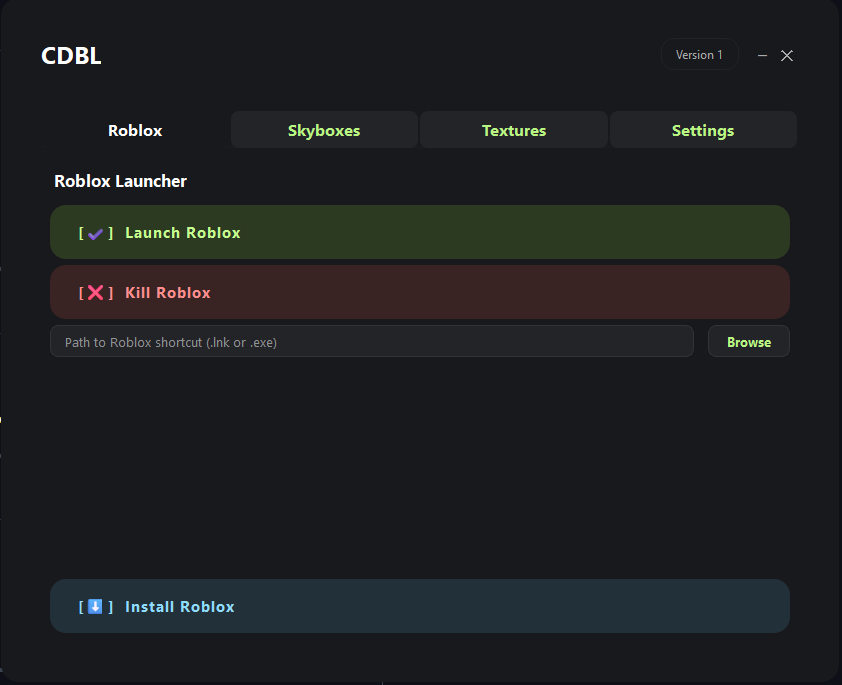 CDBL
Version 1
Roblox Skyboxes Textures Settings
Roblox Launcher
[✔] Launch Roblox
[❌] Kill Roblox
Path to Roblox shortcut (.lnk or .exe) Browse
[⬇️] Install Roblox